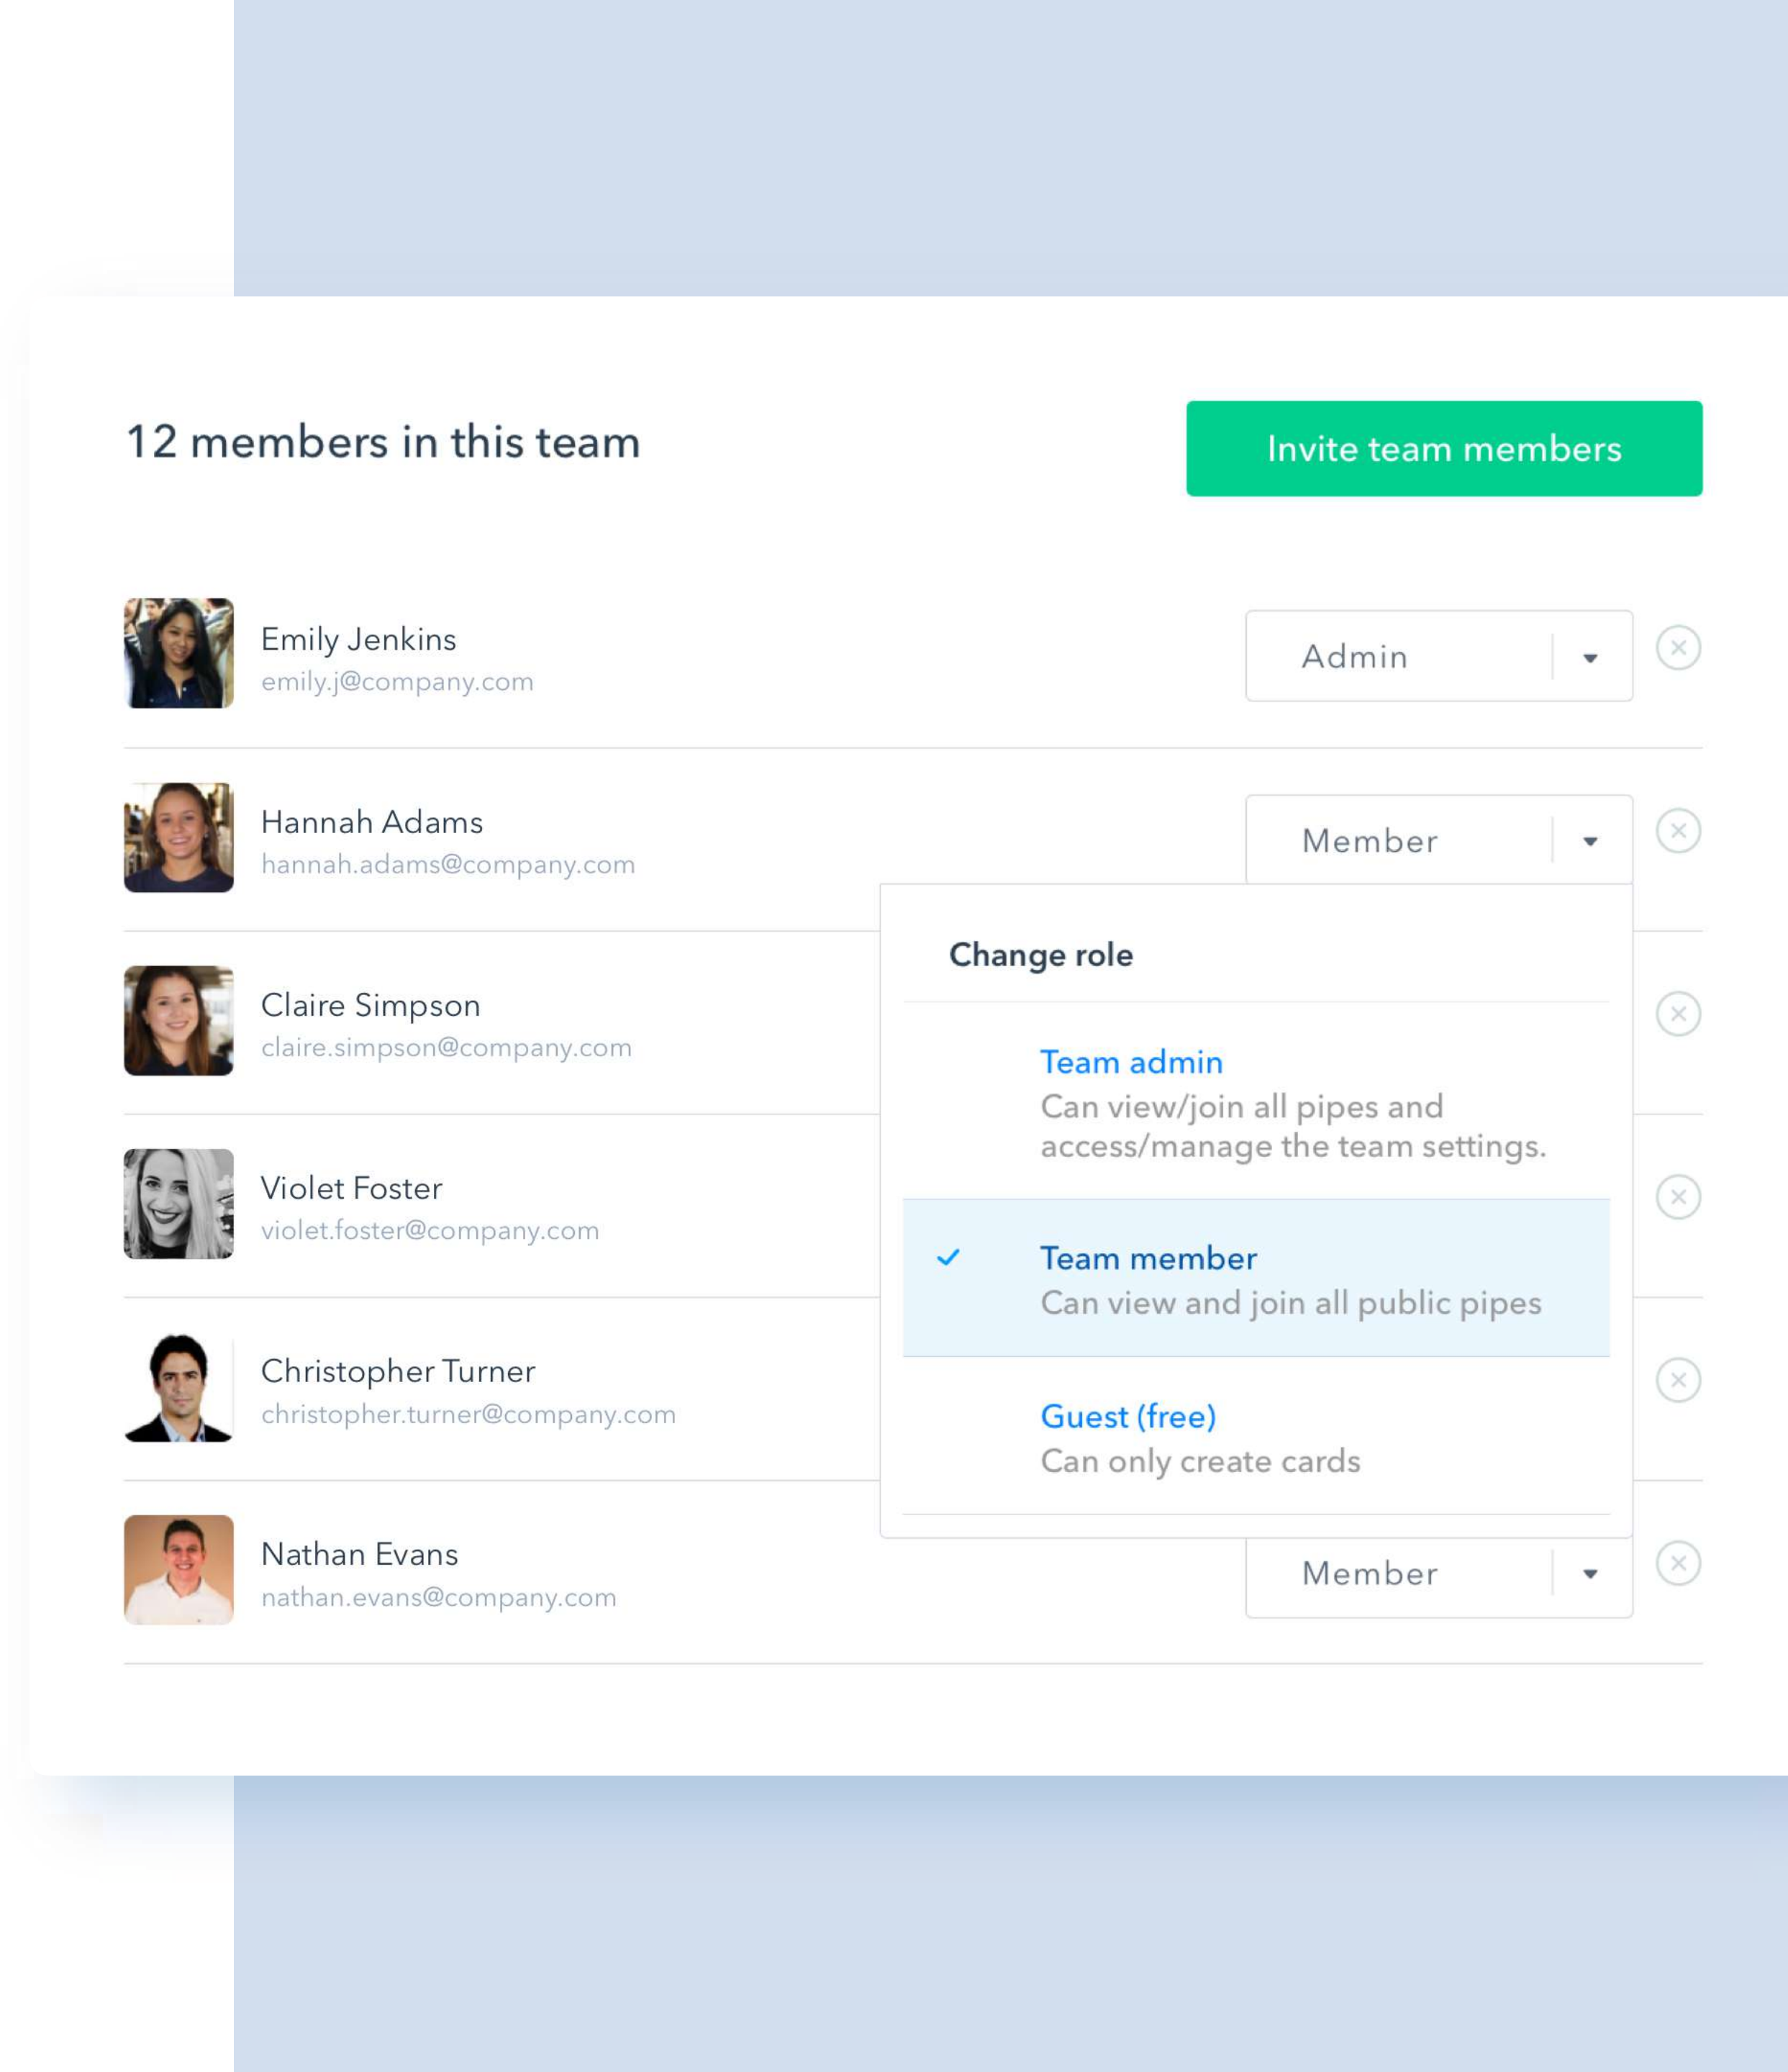 12 members in this team
Invite team members
Emily Jenkins
emily.j@company.com
Admin
Hannah Adams
hannah.adams@company.com
Member
Change role
Team admin
Can view/join all pipes and
access/manage the team settings.
Team member
Can view and join all public pipes
Guest (free)
Can only create cards
Claire Simpson
claire.simpson@company.com
Violet Foster
violet.foster@company.com
Christopher Turner
christopher.turner@company.com
Nathan Evans
nathan.evans@company.com
Member